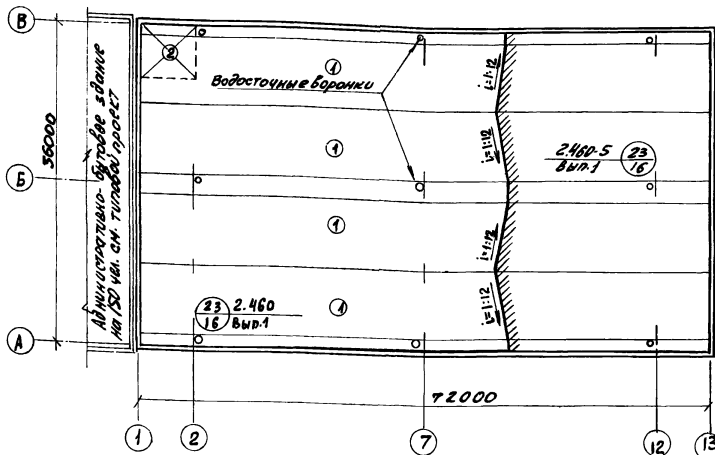 В
Б
А
36000
Административно-бытовое здание
на 150 чел. см. типовой проект
2
1
Водосточные воронки
1
1
1
i=1:12
i=1:12
i=1:12
i=1:12
2.460-5 23
Вып.1 16
23 2.460
16 Вып.1
72000
1 2 7 12 13